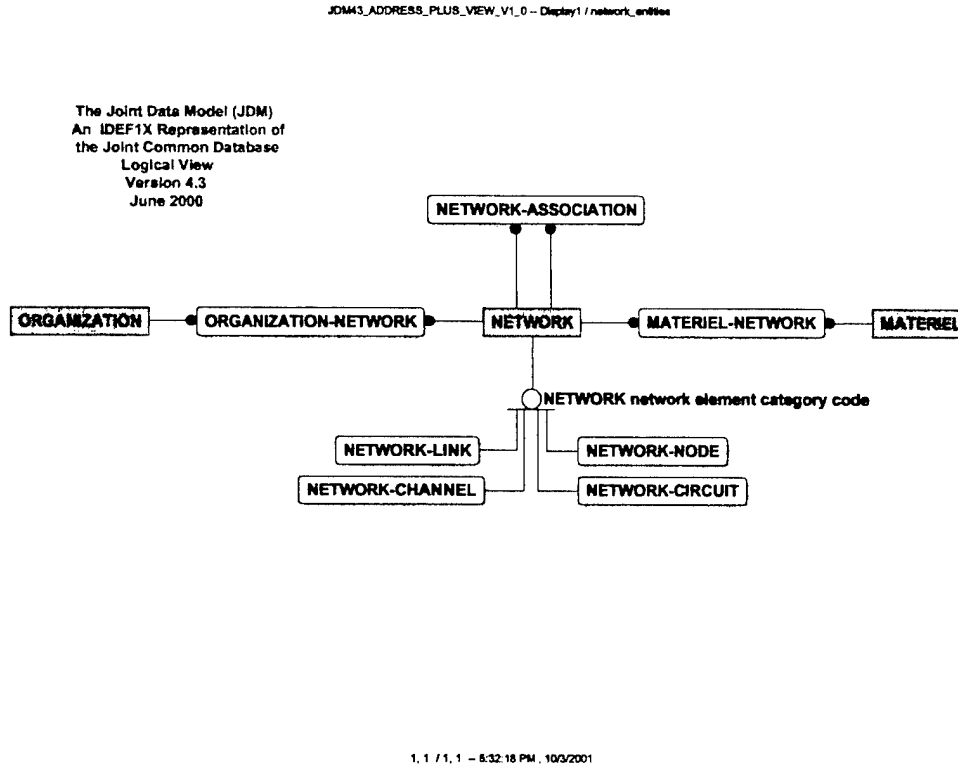 JDM43_ADDRESS_PLUS_VIEW_V1_0 -- Display1 / network_entities
The Joint Data Model (JDM)
An IDEF1X Representation of
the Joint Common Database
Logical View
Version 4.3
June 2000
NETWORK-ASSOCIATION
ORGANIZATION
ORGANIZATION-NETWORK
NETWORK
MATERIEL-NETWORK
MATERIEL
NETWORK network element category code
NETWORK-LINK
NETWORK-NODE
NETWORK-CHANNEL
NETWORK-CIRCUIT
1, 1 / 1, 1 -- 5:32:18 PM , 10/3/2001